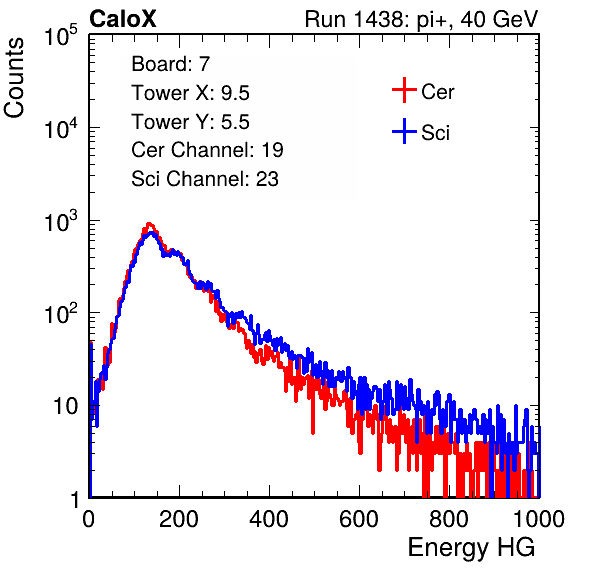 CaloX Run 1438: pi+, 40 GeV
Counts
10^5
10^4
10^3
10^2
10
1
Board: 7
Tower X: 9.5
Tower Y: 5.5
Cer Channel: 19
Sci Channel: 23
Cer
Sci
0 200 400 600 800 1000
Energy HG